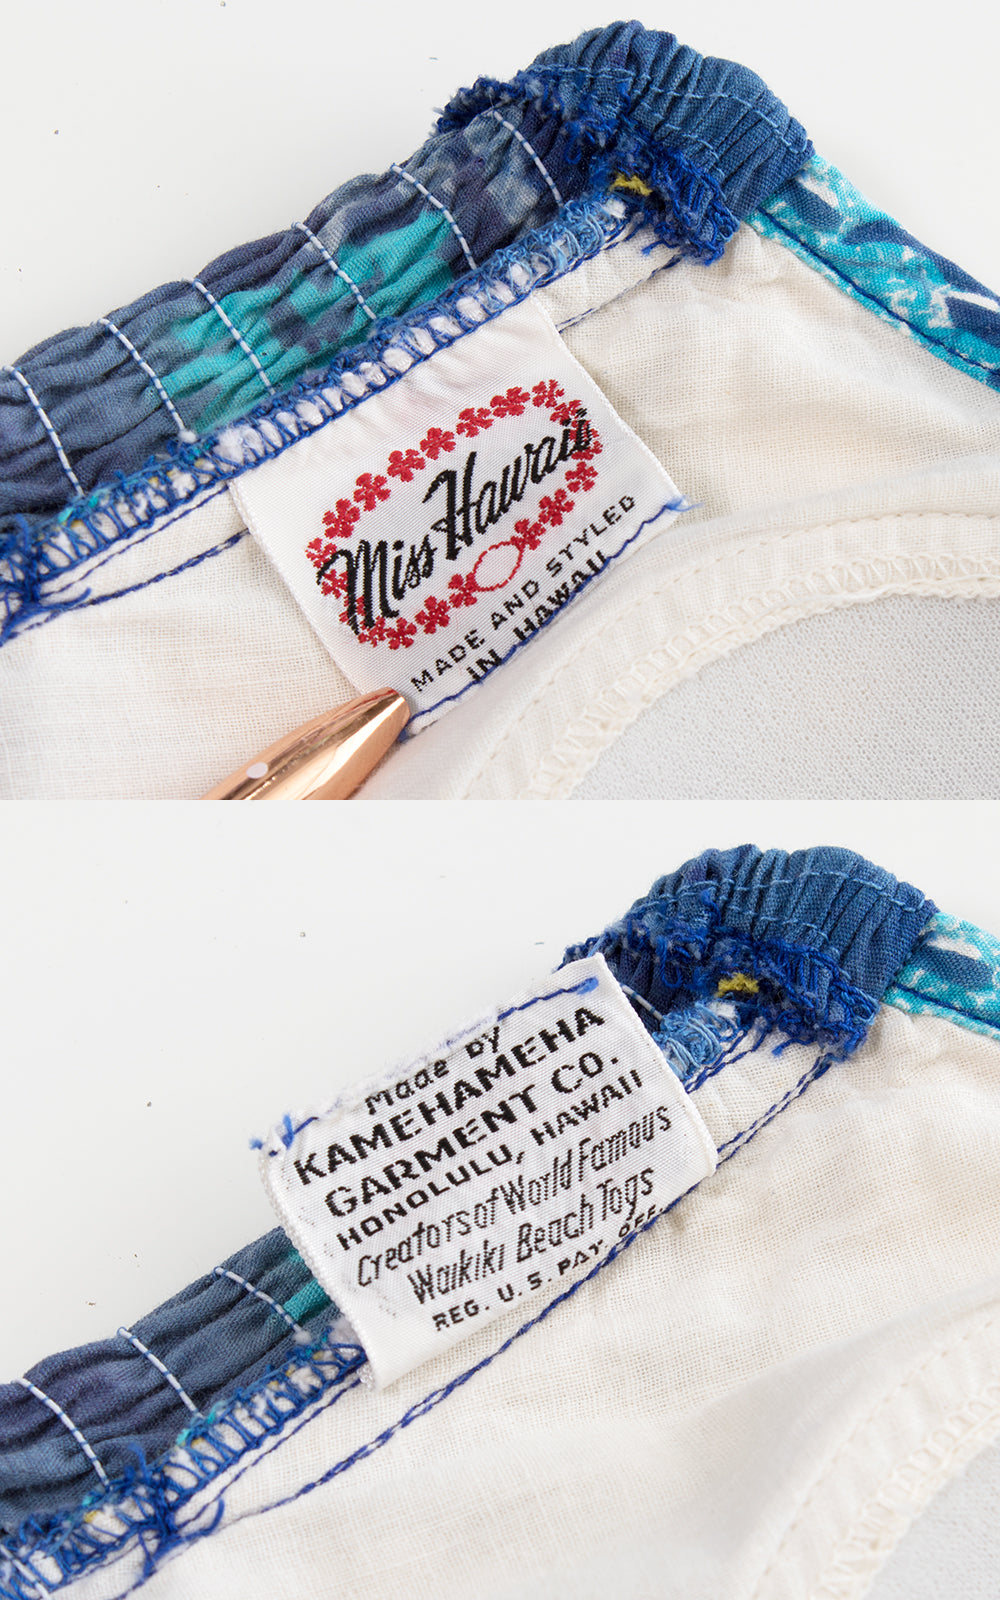 Miss Hawaii
MADE AND STYLED
IN HAWAII
Made by
KAMEHAMEHA
GARMENT CO.
HONOLULU, HAWAII
Creators of World Famous
Waikiki Beach Togs
REG. U.S. PAT. OFF.